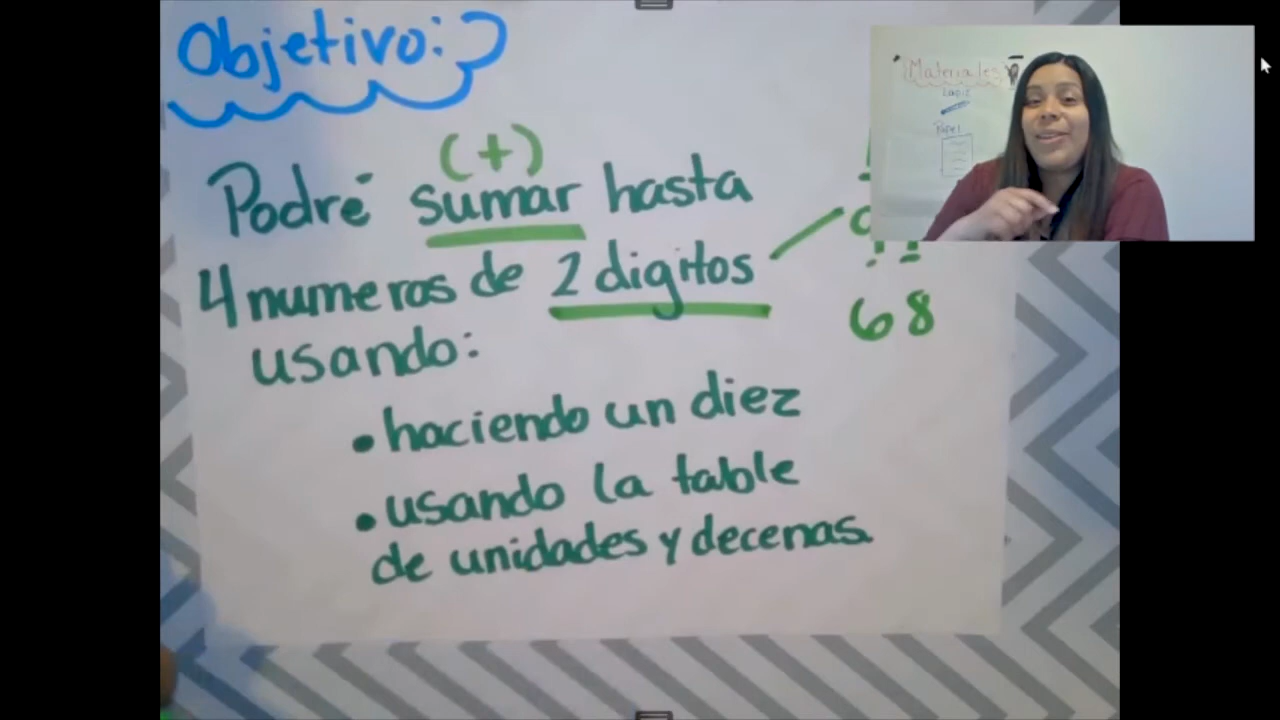 Objetivo:
(+)
Podré sumar hasta
4 numeros de 2 digitos
68
usando:
• haciendo un diez
• usando la table
de unidades y decenas.
Materiales
Lapiz
Papel